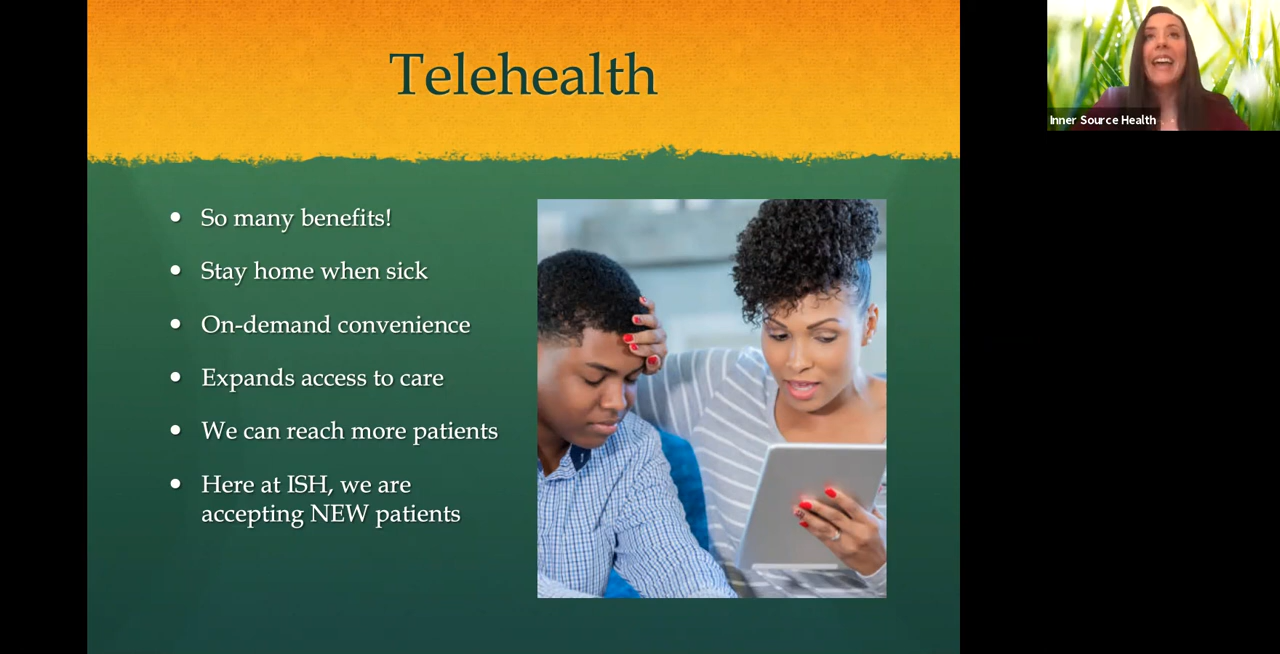 Telehealth
So many benefits!
Stay home when sick
On-demand convenience
Expands access to care
We can reach more patients
Here at ISH, we are
accepting NEW patients
Inner Source Health